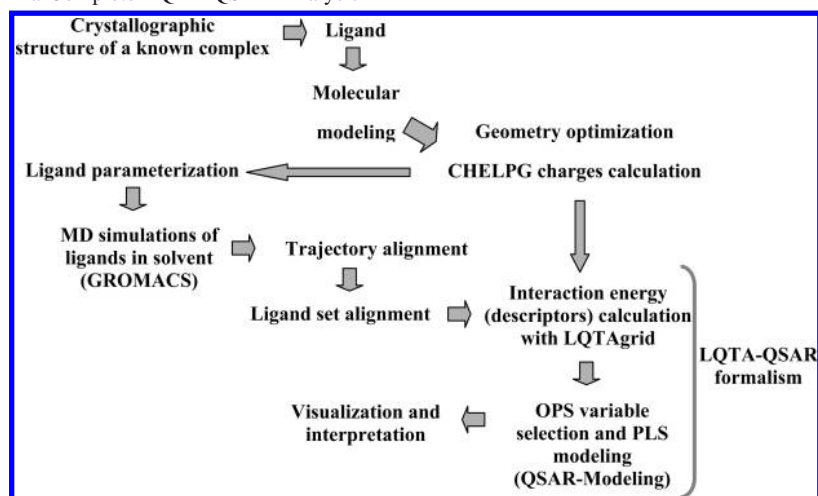 Crystallographic
structure of a known complex
Ligand
Molecular
modeling
Geometry optimization
CHELPG charges calculation
Ligand parameterization
MD simulations of
ligands in solvent
(GROMACS)
Trajectory alignment
Ligand set alignment
Interaction energy
(descriptors) calculation
with LQTAgrid
LQTA-QSAR
formalism
OPS variable
selection and PLS
modeling
(QSAR-Modeling)
Visualization and
interpretation